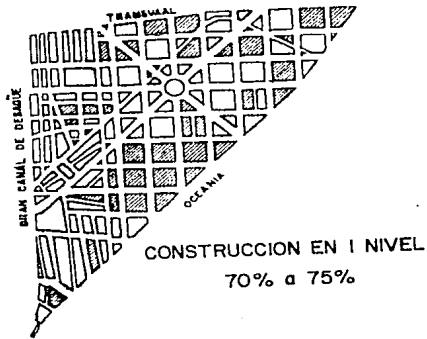 TRANSVAAL
GRAN CANAL DE DESAGÜE
OCEANIA
CONSTRUCCION EN I NIVEL
70% a 75%